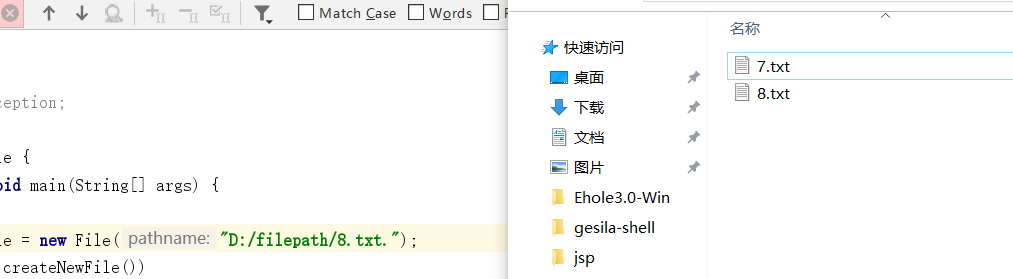 Match Case
Words
ception;
e {
oid main(String[] args) {
e = new File( pathname: "D:/filepath/8.txt.");
createNewFile())
名称
快速访问
桌面
下载
文档
图片
Ehole3.0-Win
gesila-shell
jsp
7.txt
8.txt